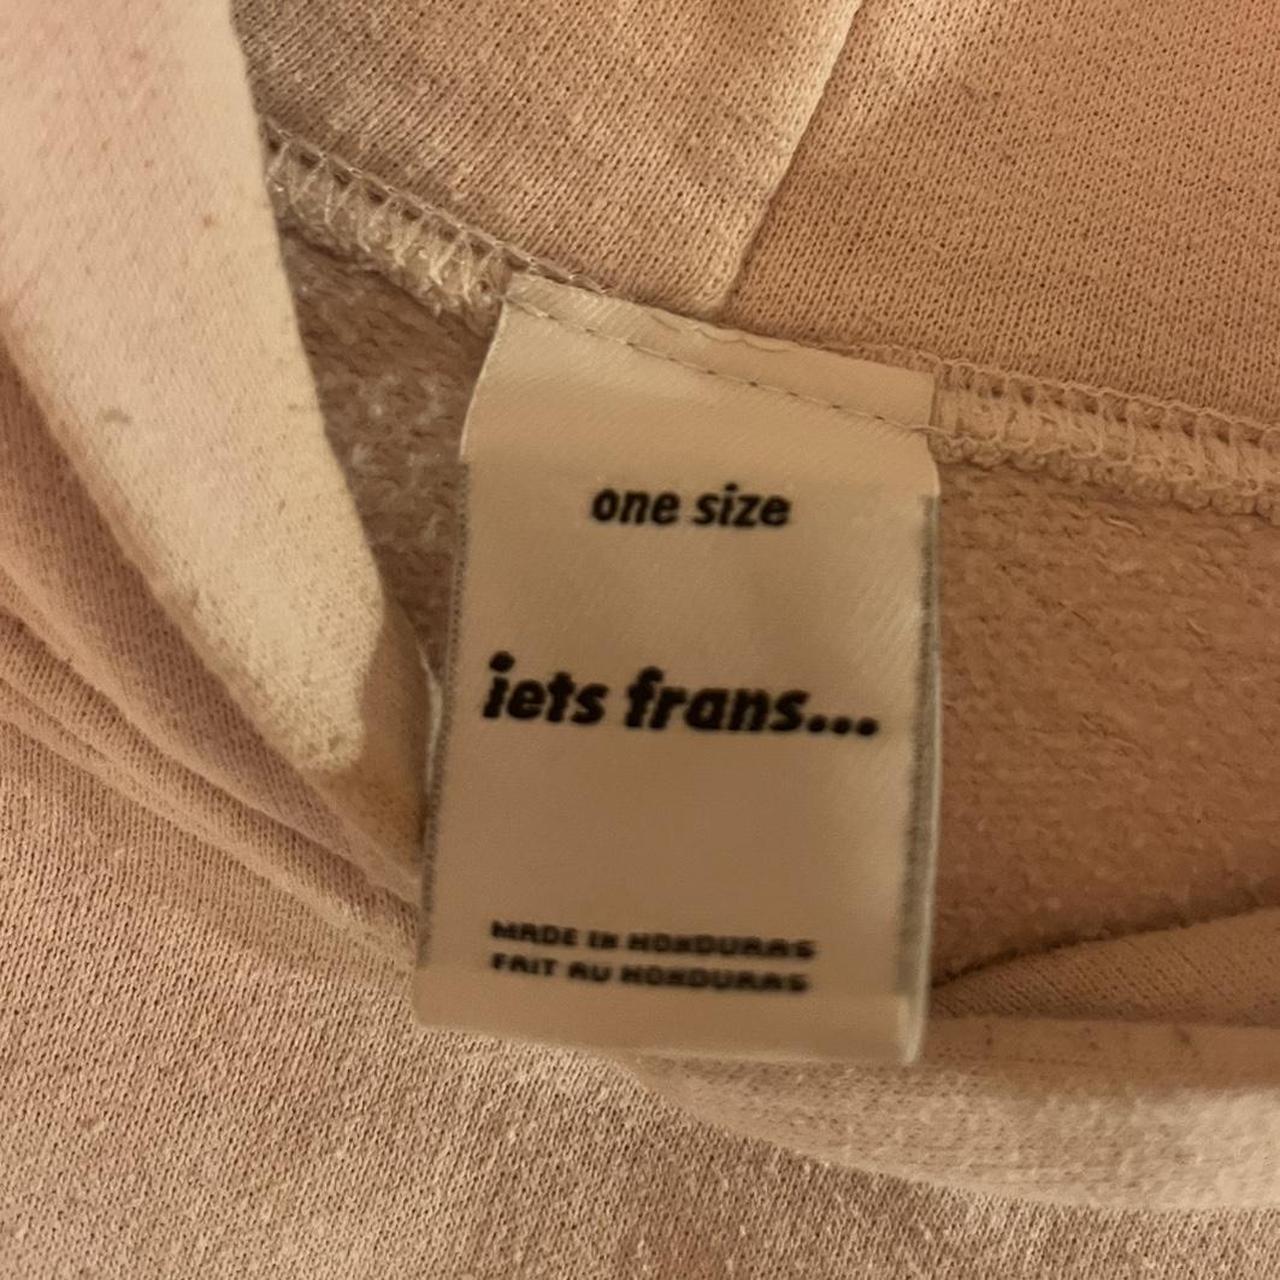 one size
iets frans...
MADE IN HONDURAS
FAIT AU HONDURAS